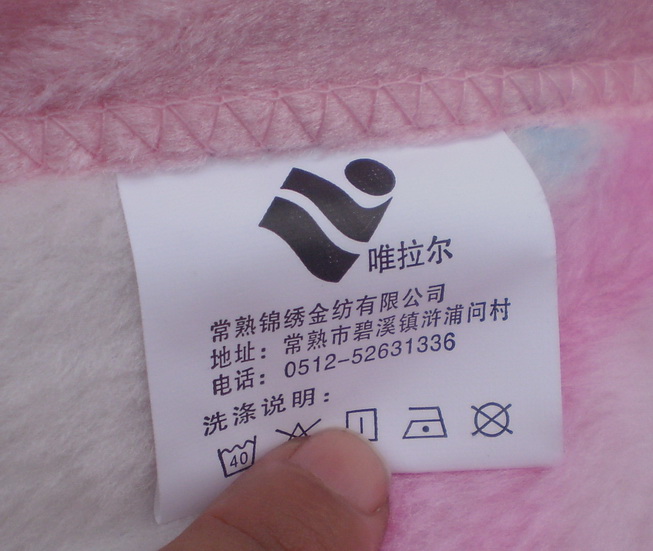 唯拉尔
常熟锦绣金纺有限公司
地址：常熟市碧溪镇浒浦问村
电话：0512-52631336
洗涤说明：
40